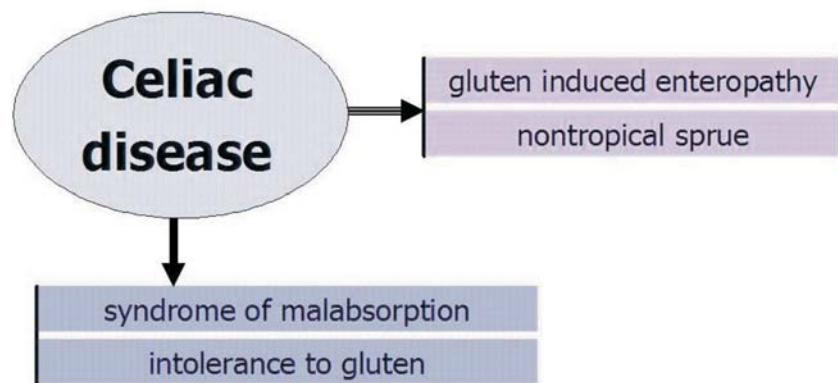 Celiac
disease
gluten induced enteropathy
nontropical sprue
syndrome of malabsorption
intolerance to gluten